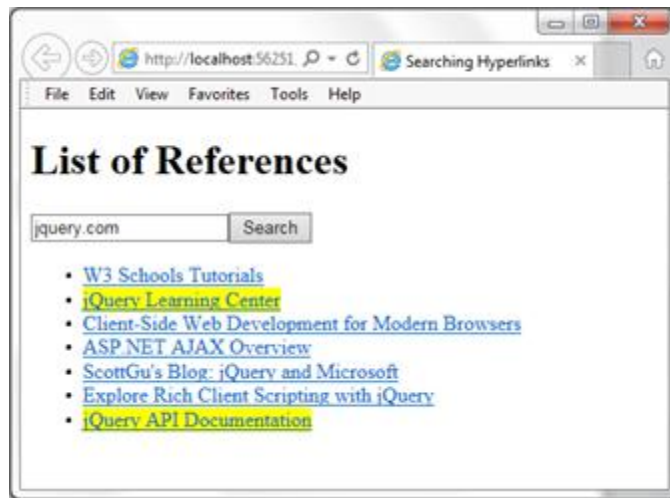 http://localhost:56251
Searching Hyperlinks
File Edit View Favorites Tools Help
List of References
jquery.com Search
W3 Schools Tutorials
jQuery Learning Center
Client-Side Web Development for Modern Browsers
ASP.NET AJAX Overview
ScottGu's Blog: jQuery and Microsoft
Explore Rich Client Scripting with jQuery
jQuery API Documentation